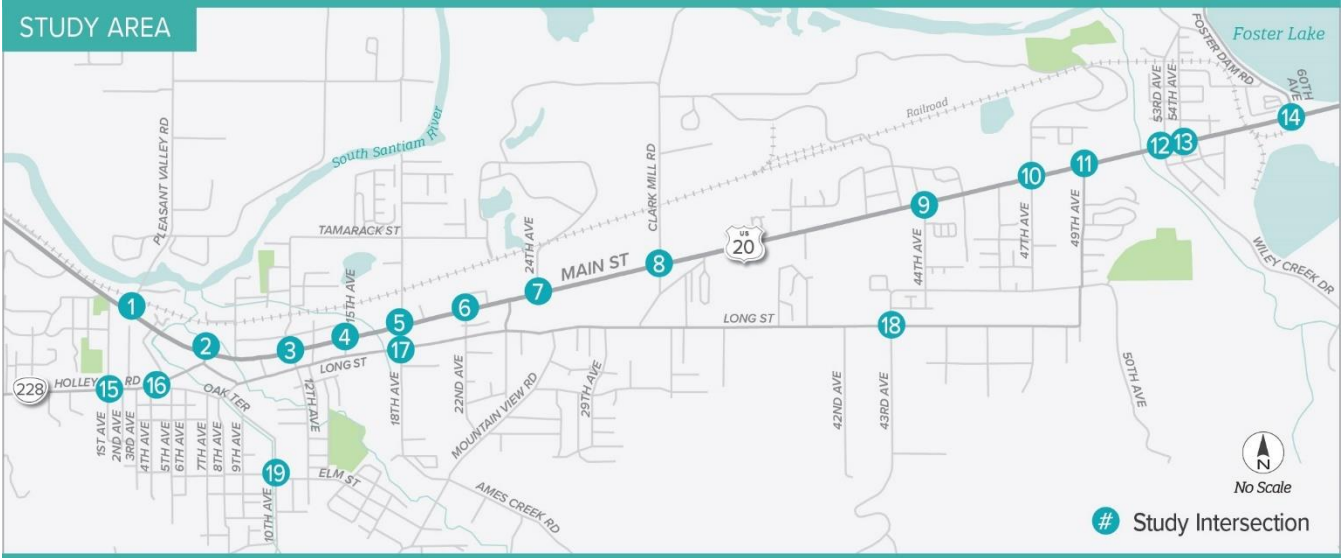 STUDY AREA
Foster Lake
FOSTER DAM RD
60TH AVE
53RD AVE
54TH AVE
PLEASANT VALLEY RD
South Santiam River
Railroad
CLARK MILL RD
TAMARACK ST
24TH AVE
MAIN ST
US 20
15TH AVE
44TH AVE
47TH AVE
49TH AVE
WILEY CREEK DR
1
2
3
4
5
6
7
8
9
10
11
12
13
14
LONG ST
LONG ST
17
18
228
HOLLEY RD
15
16
OAK TER
12TH AVE
18TH AVE
22ND AVE
MOUNTAIN VIEW RD
29TH AVE
42ND AVE
43RD AVE
50TH AVE
1ST AVE
2ND AVE
3RD AVE
4TH AVE
5TH AVE
6TH AVE
7TH AVE
8TH AVE
9TH AVE
19
10TH AVE
ELM ST
AMES CREEK RD
N
No Scale
# Study Intersection